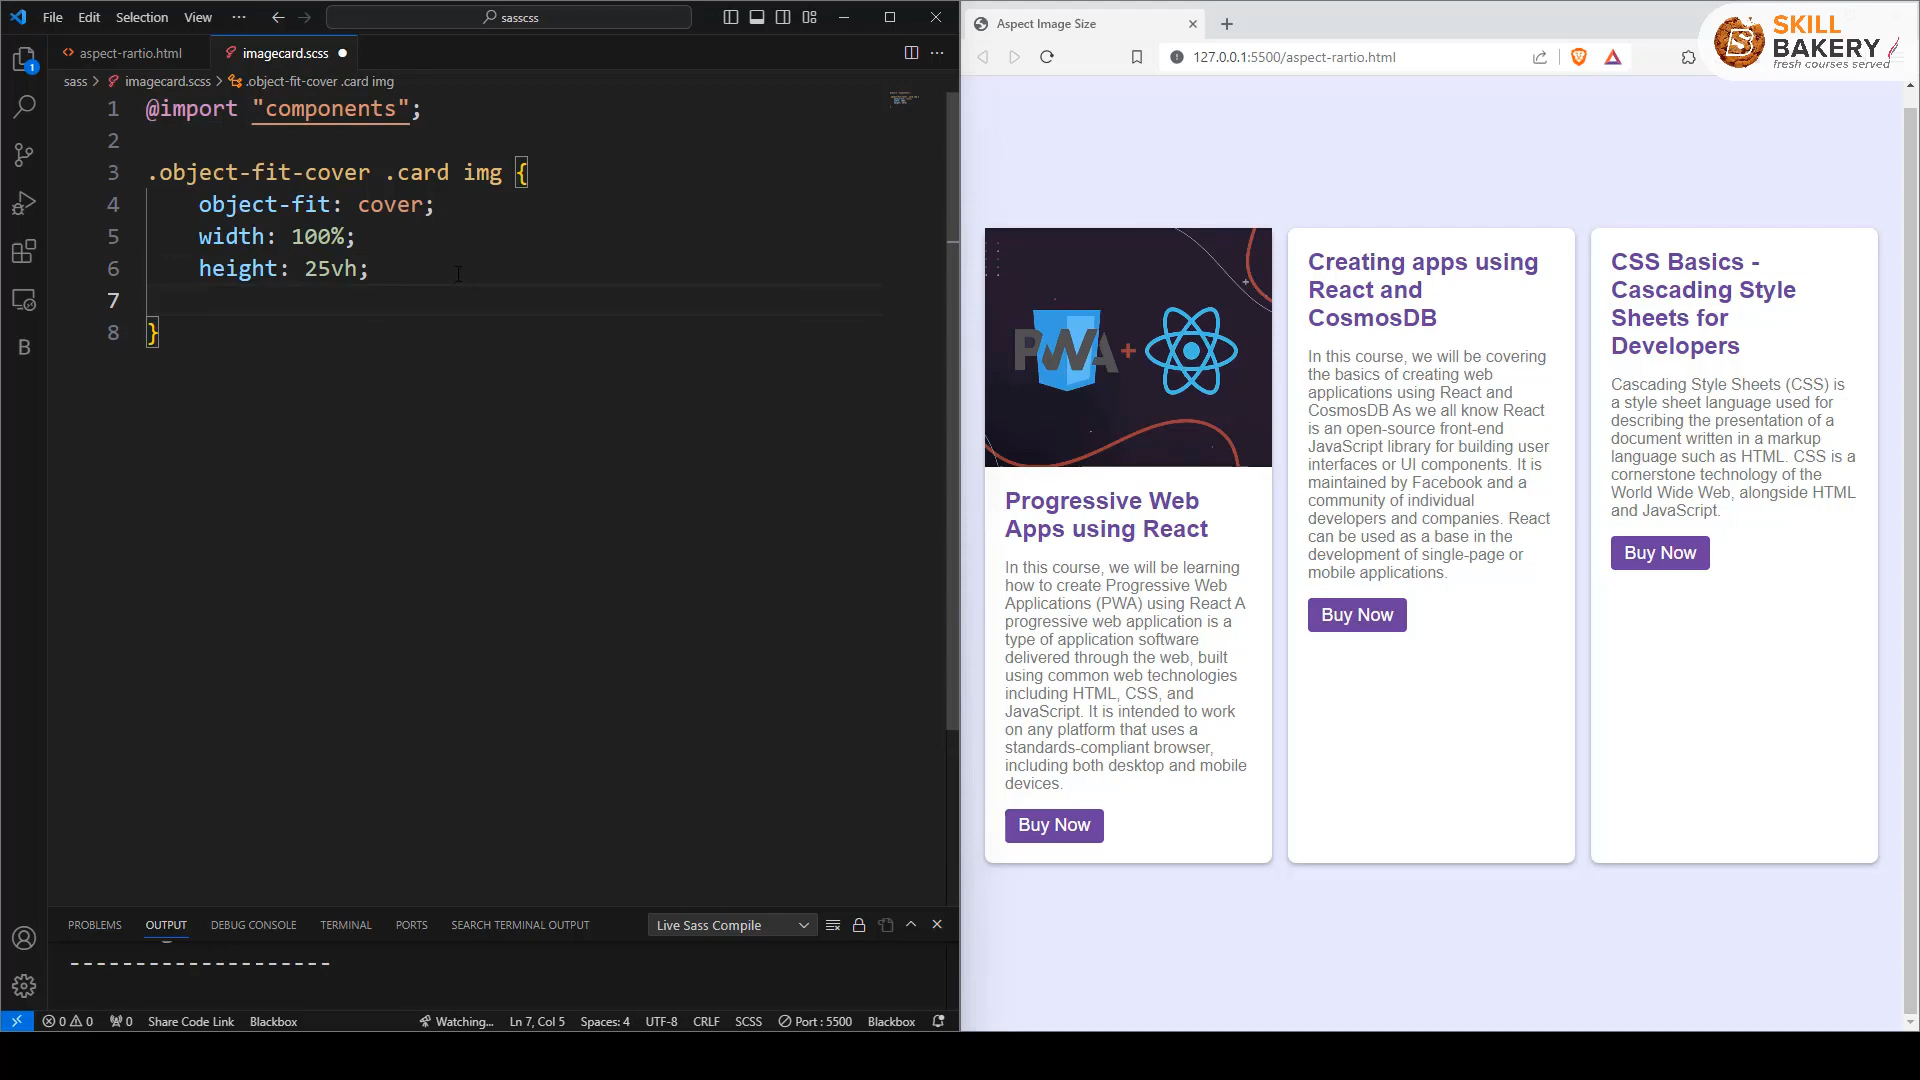 File Edit Selection View ... sasscss
aspect-rartio.html imagecard.scss
sass > imagecard.scss > .object-fit-cover .card img
1 @import "components";
2
3 .object-fit-cover .card img {
4 object-fit: cover;
5 width: 100%;
6 height: 25vh;
7
8 }
PROBLEMS OUTPUT DEBUG CONSOLE TERMINAL PORTS SEARCH TERMINAL OUTPUT Live Sass Compile
--------------------
0 0 0 Share Code Link Blackbox Watching... Ln 7, Col 5 Spaces: 4 UTF-8 CRLF SCSS Port : 5500 Blackbox
1
B
Aspect Image Size
127.0.0.1:5500/aspect-rartio.html
SKILL
BAKERY
fresh courses served
PWA +
Progressive Web
Apps using React
In this course, we will be learning
how to create Progressive Web
Applications (PWA) using React A
progressive web application is a
type of application software
delivered through the web, built
using common web technologies
including HTML, CSS, and
JavaScript. It is intended to work
on any platform that uses a
standards-compliant browser,
including both desktop and mobile
devices.
Buy Now
Creating apps using
React and
CosmosDB
In this course, we will be covering
the basics of creating web
applications using React and
CosmosDB As we all know React
is an open-source front-end
JavaScript library for building user
interfaces or UI components. It is
maintained by Facebook and a
community of individual
developers and companies. React
can be used as a base in the
development of single-page or
mobile applications.
Buy Now
CSS Basics -
Cascading Style
Sheets for
Developers
Cascading Style Sheets (CSS) is
a style sheet language used for
describing the presentation of a
document written in a markup
language such as HTML. CSS is a
cornerstone technology of the
World Wide Web, alongside HTML
and JavaScript.
Buy Now